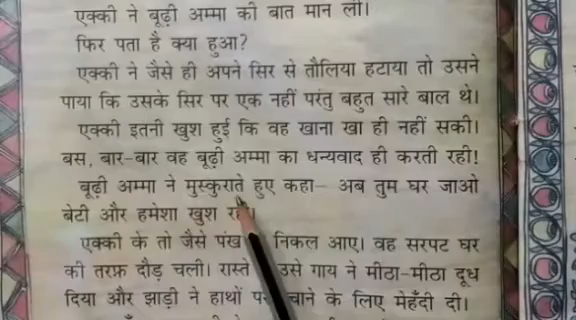 एक्की ने बूढ़ी अम्मा की बात मान ली।
फिर पता है क्या हुआ?
एक्की ने जैसे ही अपने सिर से तौलिया हटाया तो उसने
पाया कि उसके सिर पर एक नहीं परंतु बहुत सारे बाल थे।
एक्की इतनी खुश हुई कि वह खाना खा ही नहीं सकी।
बस, बार-बार वह बूढ़ी अम्मा का धन्यवाद ही करती रही!
बूढ़ी अम्मा ने मुस्कुराते हुए कहा– अब तुम घर जाओ
बेटी और हमेशा खुश
एक्की के तो जैसे पंख निकल आए। वह सरपट घर
की तरफ़ दौड़ चली। रास्ते उसे गाय ने मीठा-मीठा दूध
दिया और झाड़ी ने हाथों के लिए मेहँदी दी।